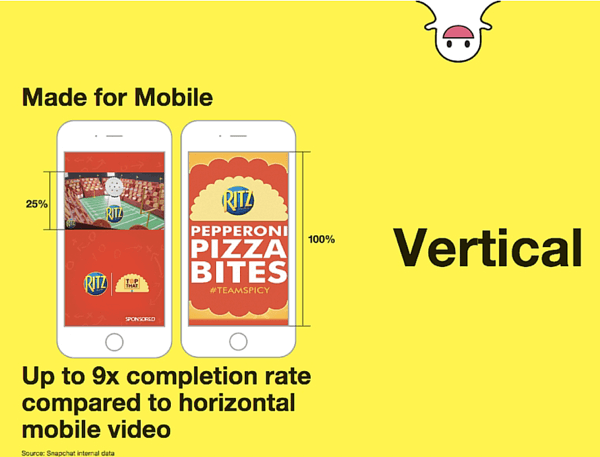 Made for Mobile
25%
RITZ
RITZ
TOP
THAT
SPONSORED
RITZ
PEPPERONI
PIZZA
BITES
#TEAMSPICY
100%
Vertical
Up to 9x completion rate
compared to horizontal
mobile video
Source: Snapchat internal data